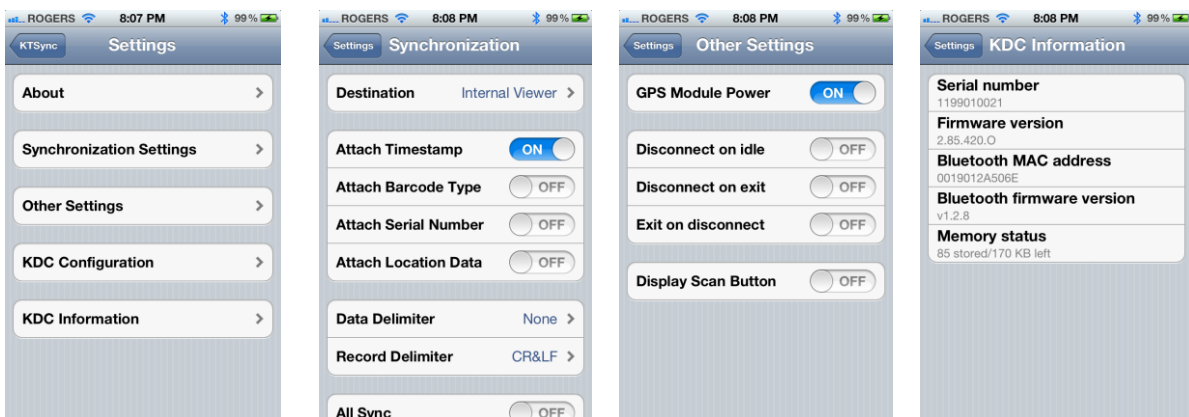 ROGERS 8:07 PM 99%
KTSync Settings
About
Synchronization Settings
Other Settings
KDC Configuration
KDC Information
ROGERS 8:08 PM 99%
Settings Synchronization
Destination Internal Viewer
Attach Timestamp ON
Attach Barcode Type OFF
Attach Serial Number OFF
Attach Location Data OFF
Data Delimiter None
Record Delimiter CR&LF
All Sync OFF
ROGERS 8:08 PM 99%
Settings Other Settings
GPS Module Power ON
Disconnect on idle OFF
Disconnect on exit OFF
Exit on disconnect OFF
Display Scan Button OFF
ROGERS 8:08 PM 99%
Settings KDC Information
Serial number
1199010021
Firmware version
2.85.420.O
Bluetooth MAC address
0019012A506E
Bluetooth firmware version
v1.2.8
Memory status
85 stored/170 KB left